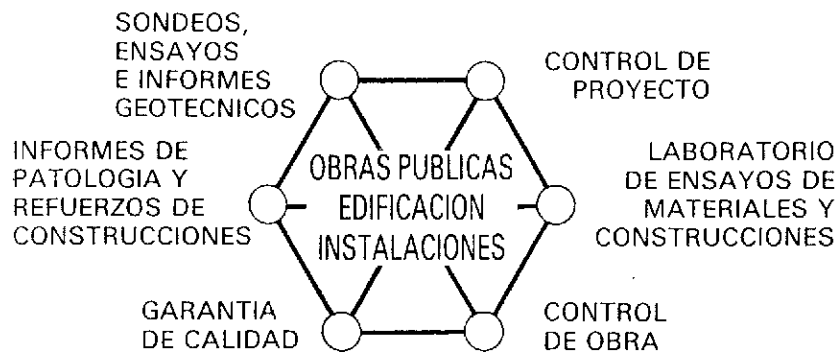 SONDEOS,
ENSAYOS
E INFORMES
GEOTECNICOS
CONTROL DE
PROYECTO
INFORMES DE
PATOLOGIA Y
REFUERZOS DE
CONSTRUCCIONES
OBRAS PUBLICAS
EDIFICACION
INSTALACIONES
LABORATORIO
DE ENSAYOS DE
MATERIALES Y
CONSTRUCCIONES
GARANTIA
DE CALIDAD
CONTROL
DE OBRA